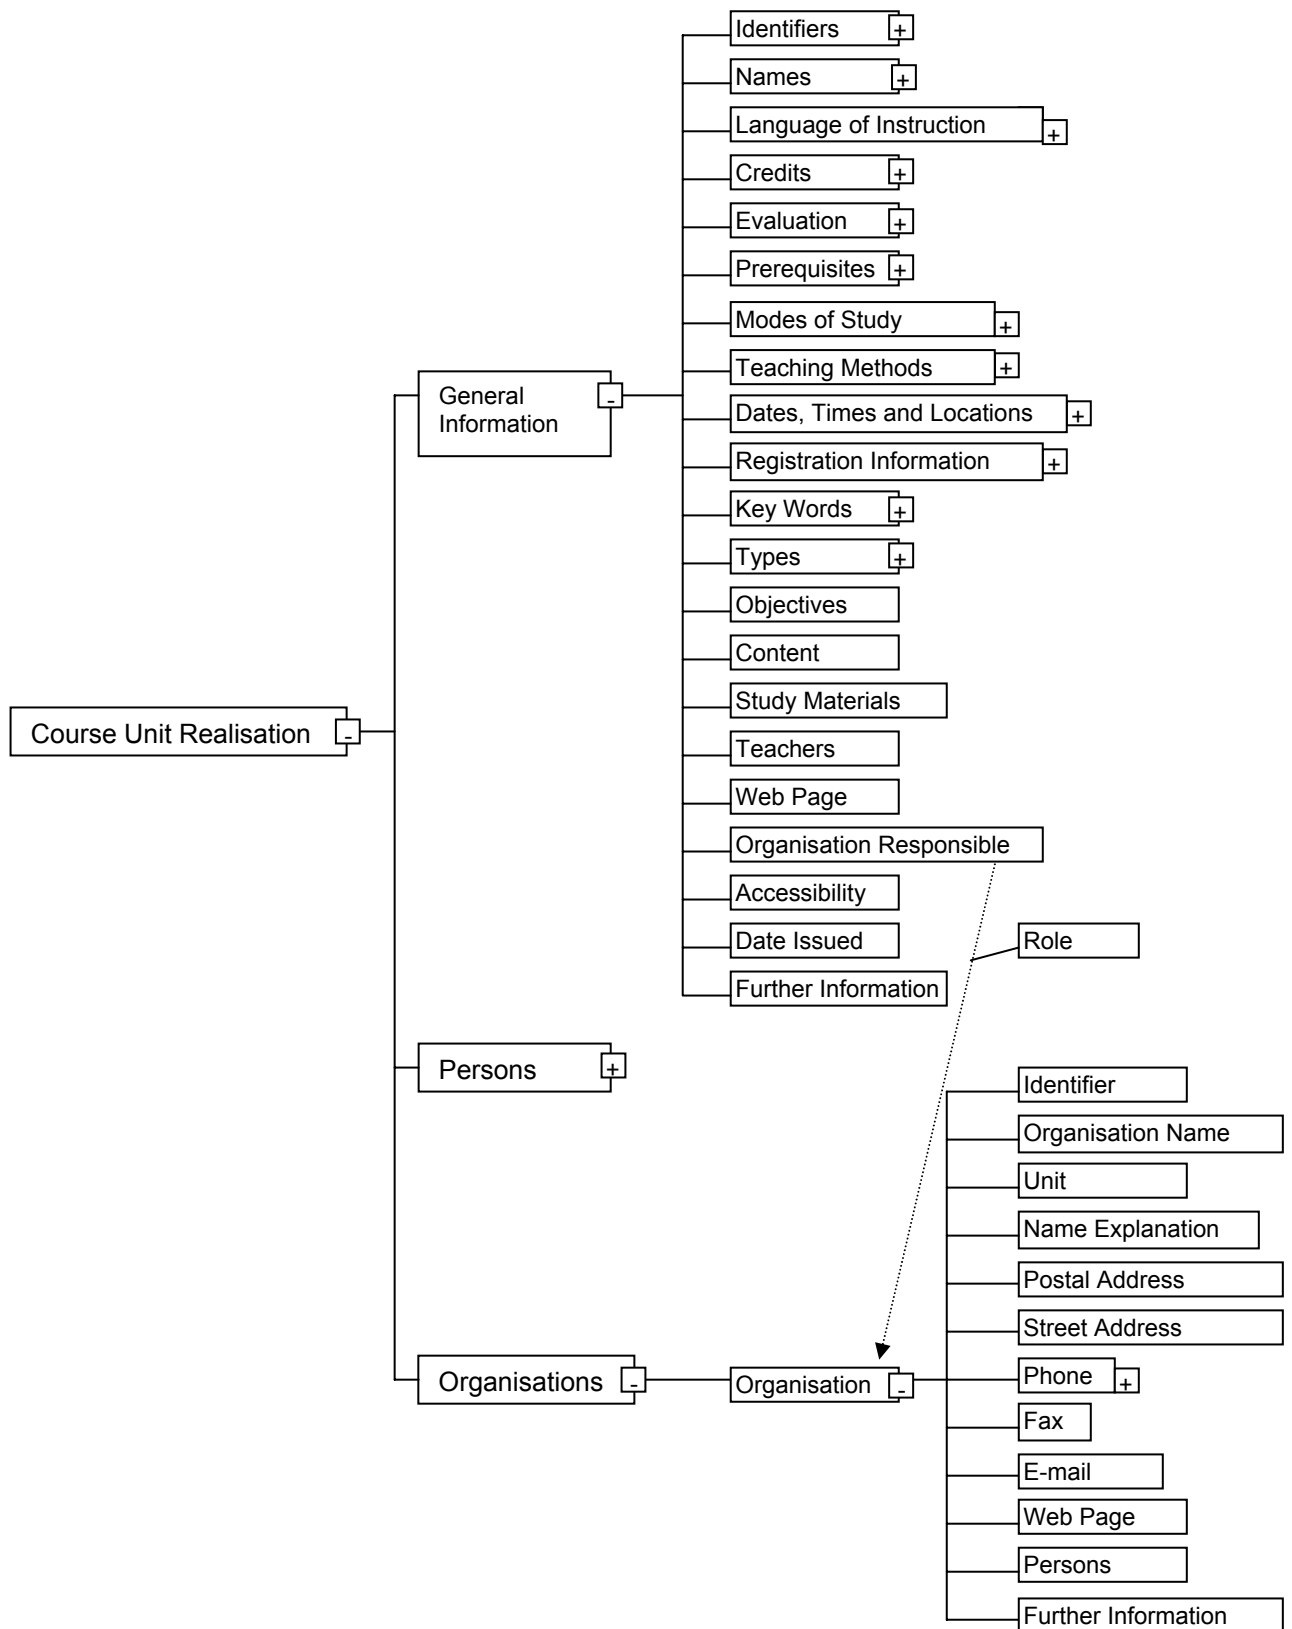 Identifiers +
Names +
Language of Instruction +
Credits +
Evaluation +
Prerequisites +
Modes of Study +
Teaching Methods +
General
Information -
Dates, Times and Locations +
Registration Information +
Key Words +
Types +
Objectives
Content
Study Materials
Course Unit Realisation -
Teachers
Web Page
Organisation Responsible
Accessibility
Date Issued
Role
Further Information
Persons +
Identifier
Organisation Name
Unit
Name Explanation
Postal Address
Street Address
Organisations -
Organisation -
Phone +
Fax
E-mail
Web Page
Persons
Further Information